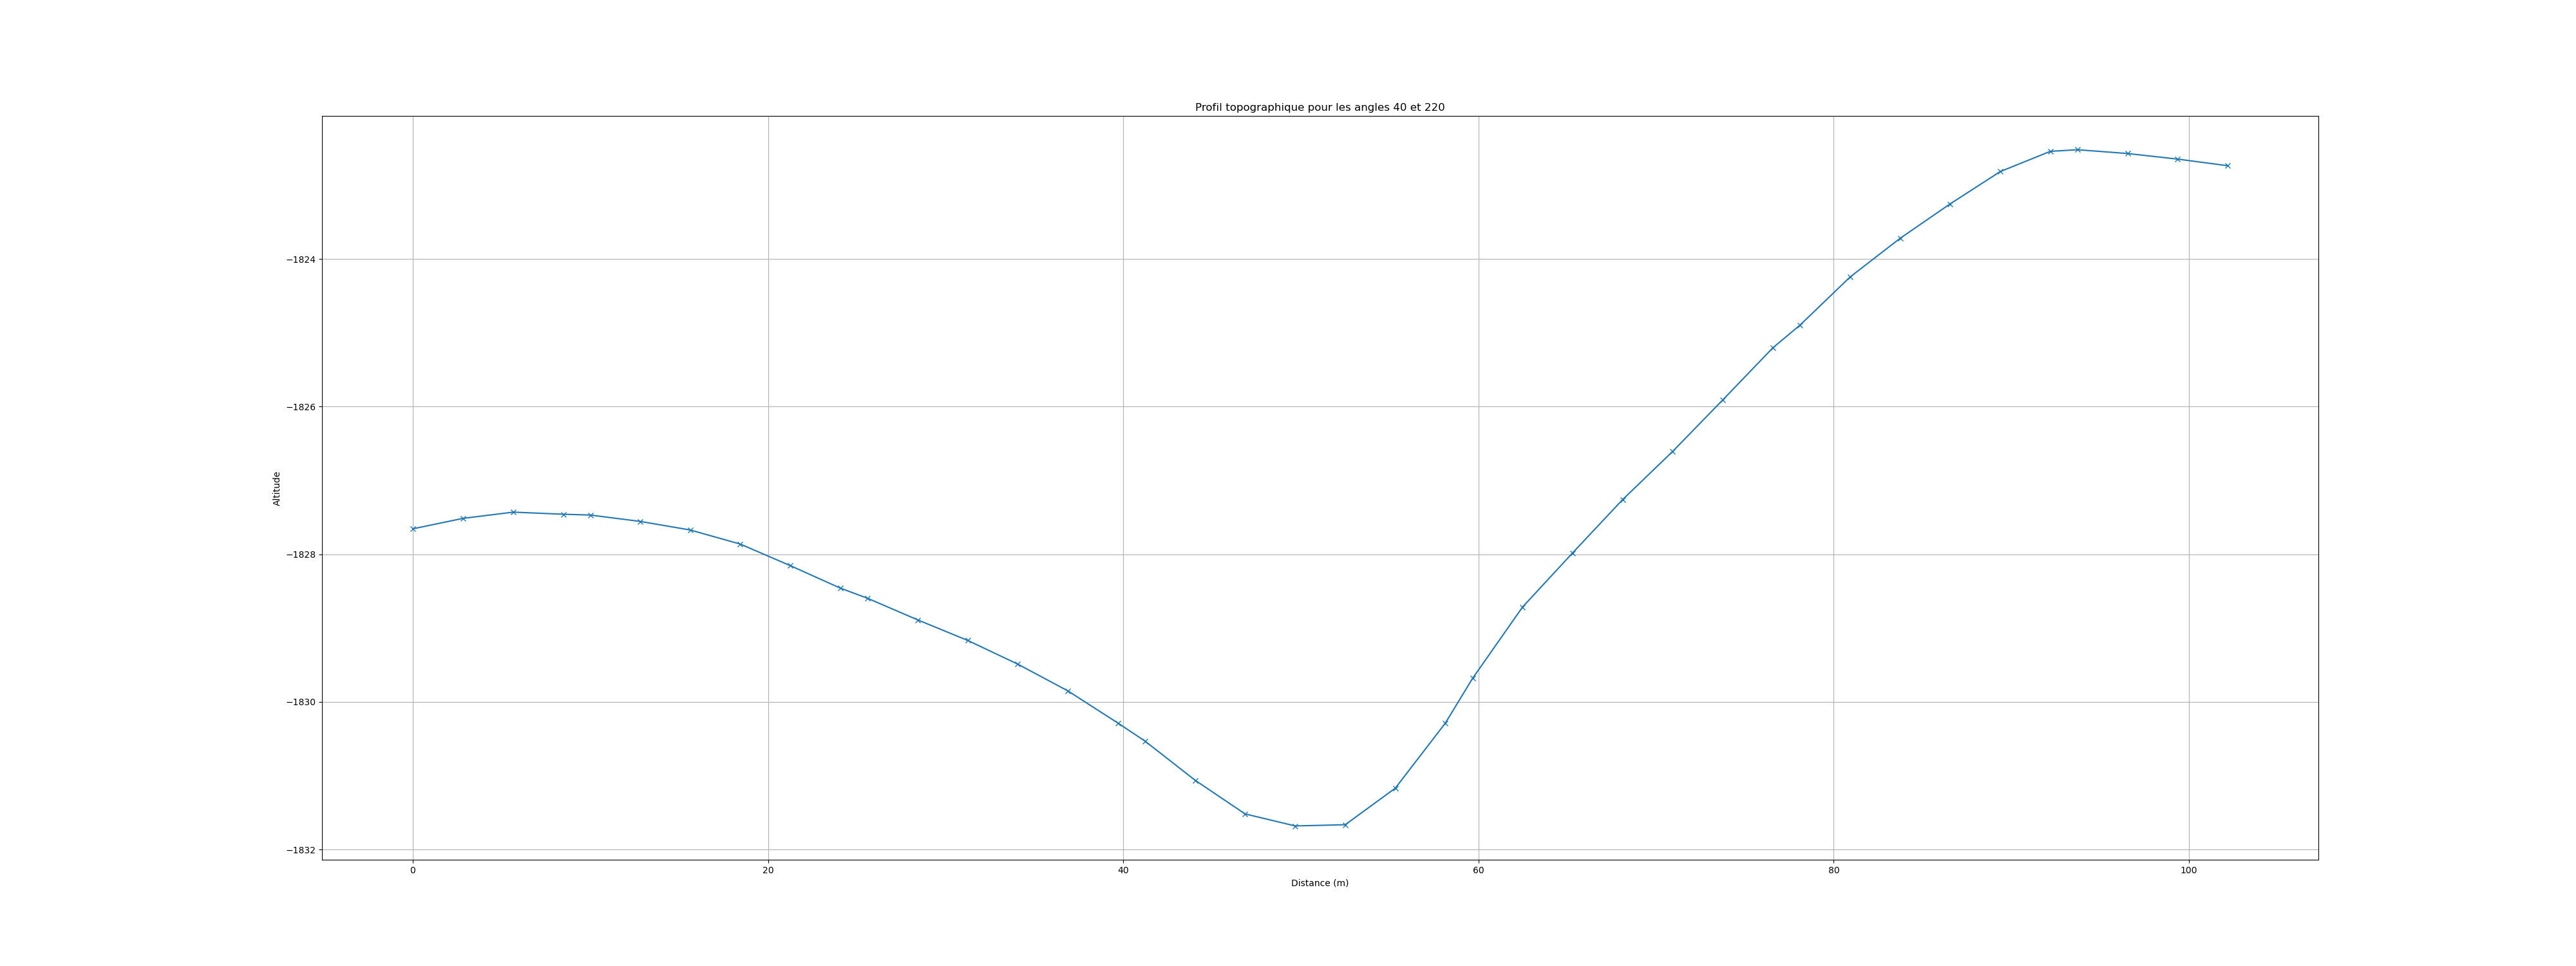 Profil topographique pour les angles 40 et 220
Altitude
−1824
−1826
−1828
−1830
−1832
0 20 40 60 80 100
Distance (m)